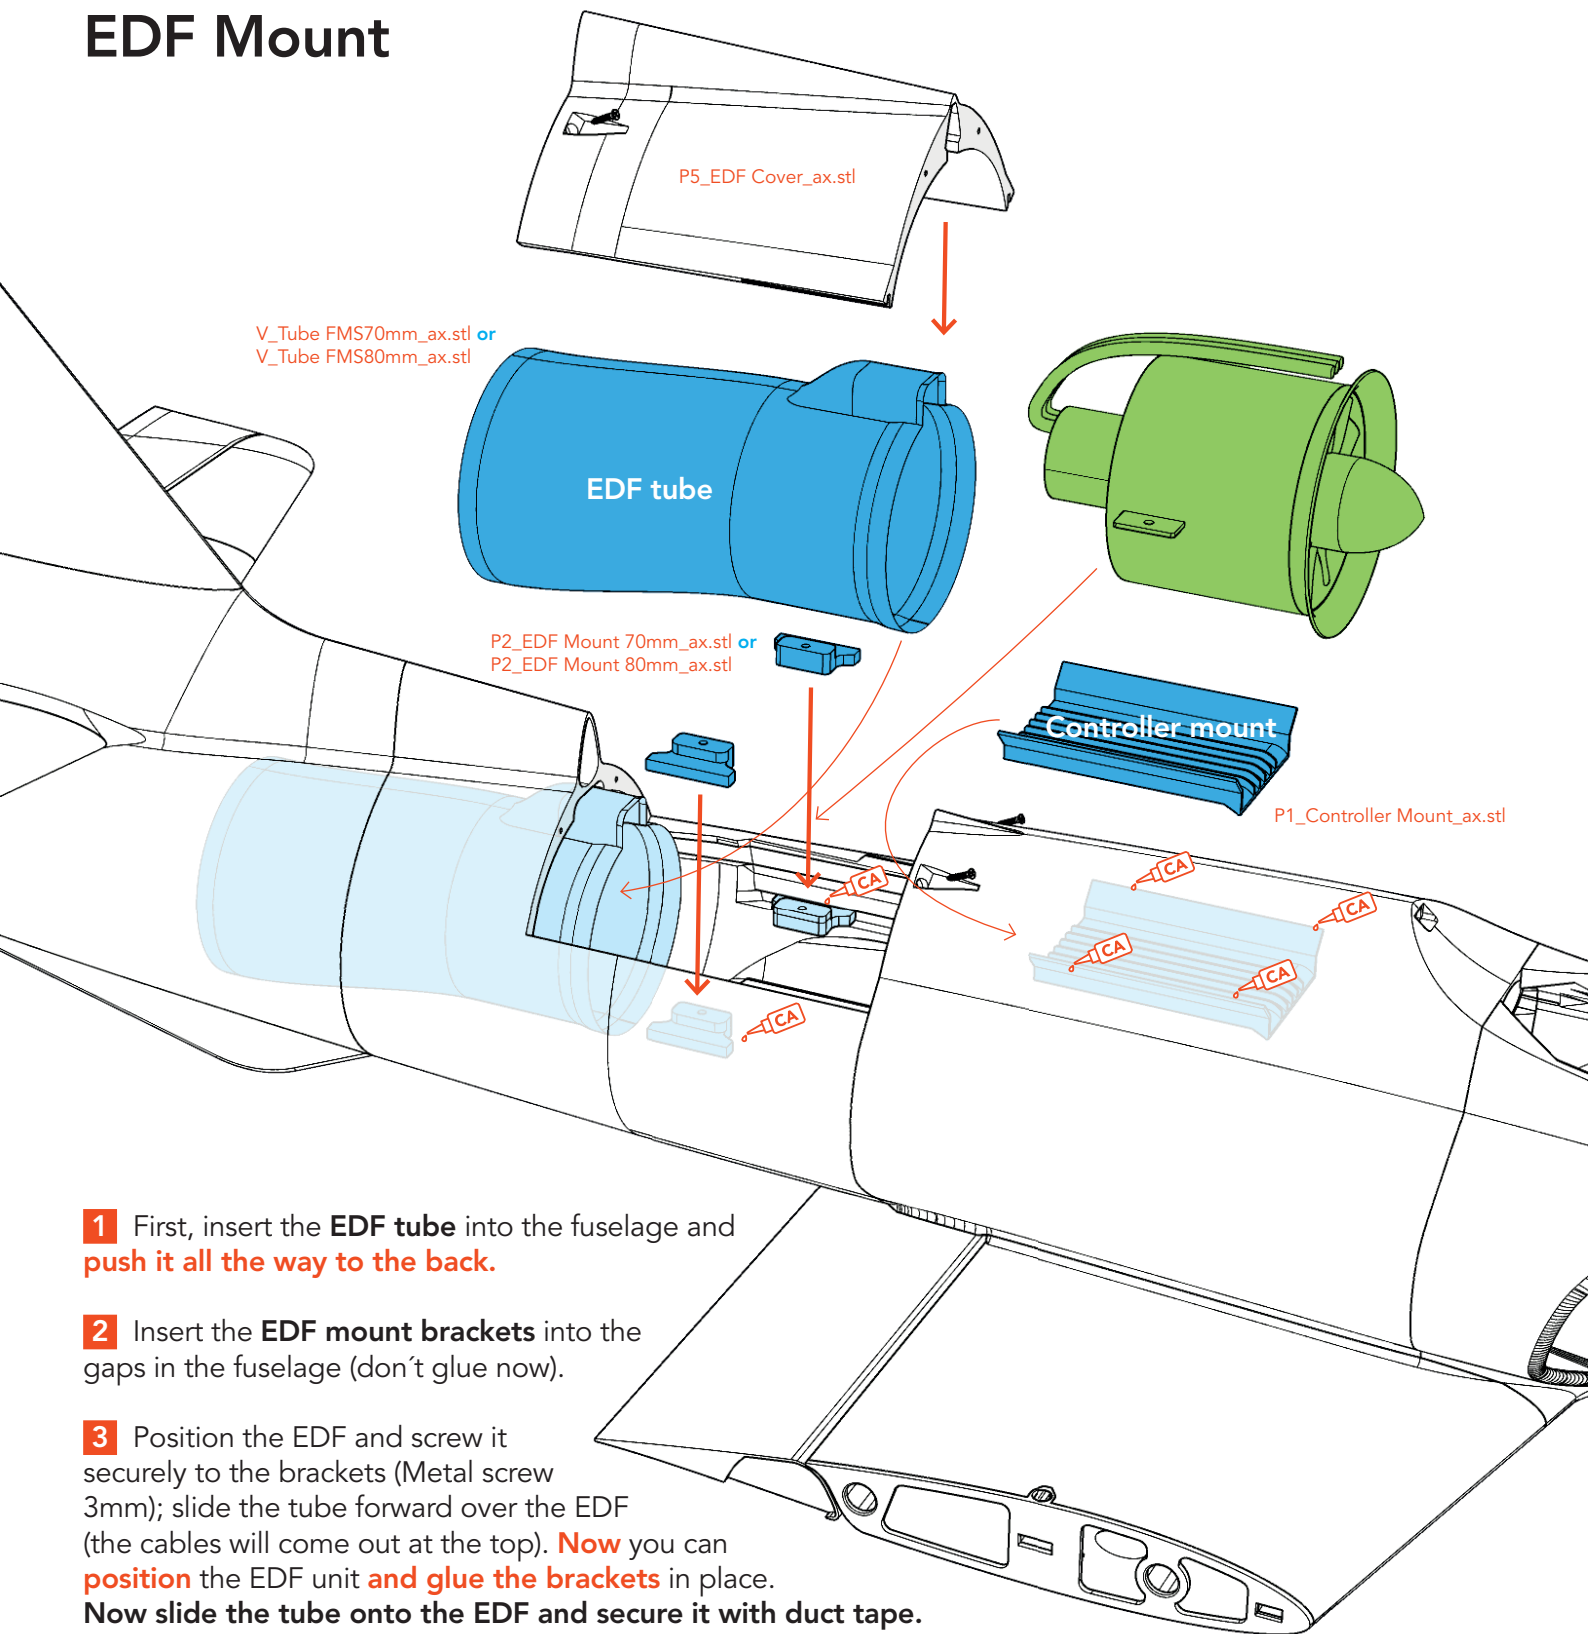 EDF Mount
P5_EDF Cover_ax.stl
V_Tube FMS70mm_ax.stl or
V_Tube FMS80mm_ax.stl
EDF tube
P2_EDF Mount 70mm_ax.stl or
P2_EDF Mount 80mm_ax.stl
Controller mount
P1_Controller Mount_ax.stl
CA
CA
CA
CA
CA
CA
1 First, insert the EDF tube into the fuselage and
push it all the way to the back.
2 Insert the EDF mount brackets into the
gaps in the fuselage (don´t glue now).
3 Position the EDF and screw it
securely to the brackets (Metal screw
3mm); slide the tube forward over the EDF
(the cables will come out at the top). Now you can
position the EDF unit and glue the brackets in place.
Now slide the tube onto the EDF and secure it with duct tape.